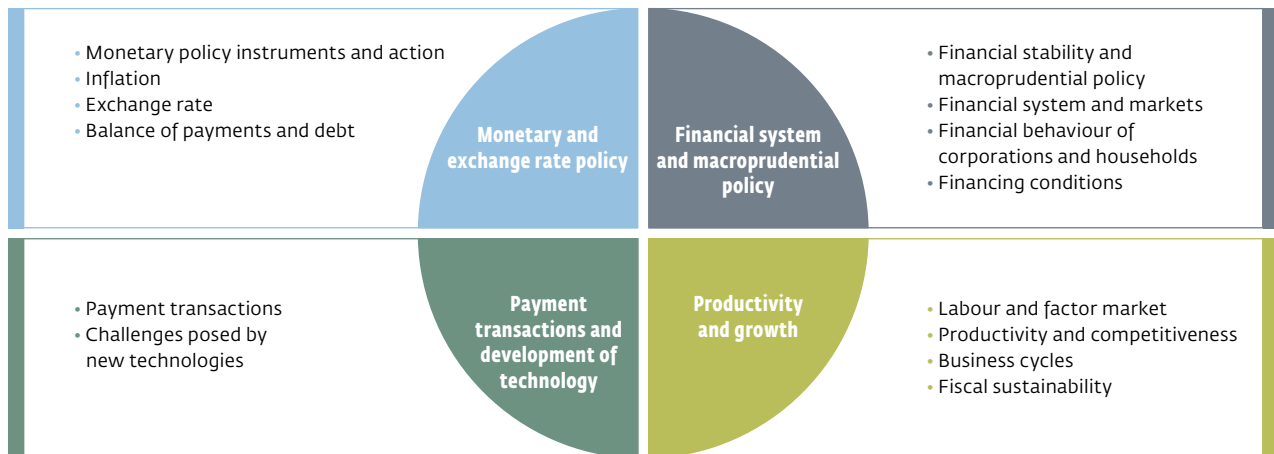 • Monetary policy instruments and action
• Inflation
• Exchange rate
• Balance of payments and debt
Monetary and
exchange rate policy
Financial system
and macroprudential
policy
• Financial stability and
macroprudential policy
• Financial system and markets
• Financial behaviour of
corporations and households
• Financing conditions
• Payment transactions
• Challenges posed by
new technologies
Payment
transactions and
development of
technology
Productivity
and growth
• Labour and factor market
• Productivity and competitiveness
• Business cycles
• Fiscal sustainability